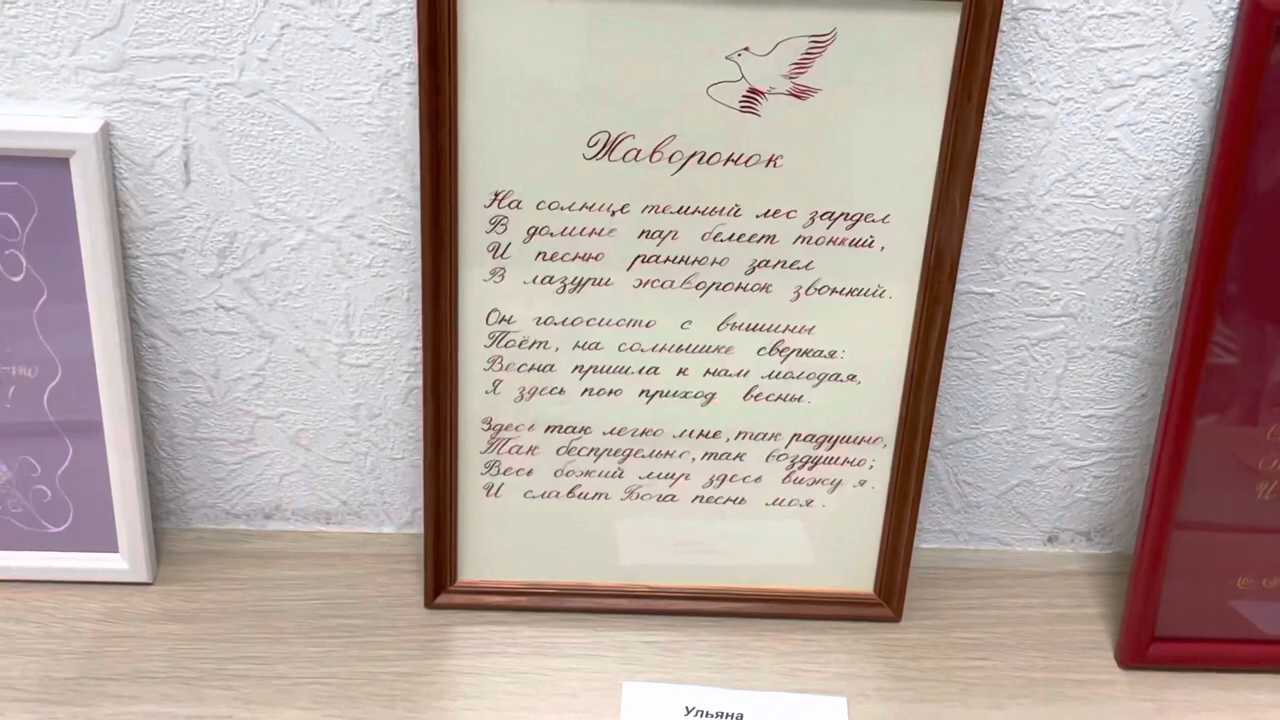 Жаворонок
На солнце темный лес зардел
В долине пар белеет тонкий,
И песню раннюю запел
В лазури жаворонок звонкий.
Он голосисто с вышины
Поёт, на солнышке сверкая:
Весна пришла к нам молодая,
Я здесь пою приход весны.
Здесь так легко мне, так радушно,
Так беспредельно, так воздушно;
Весь божий мир здесь вижу я.
И славит Бога песнь моя.
Ульяна